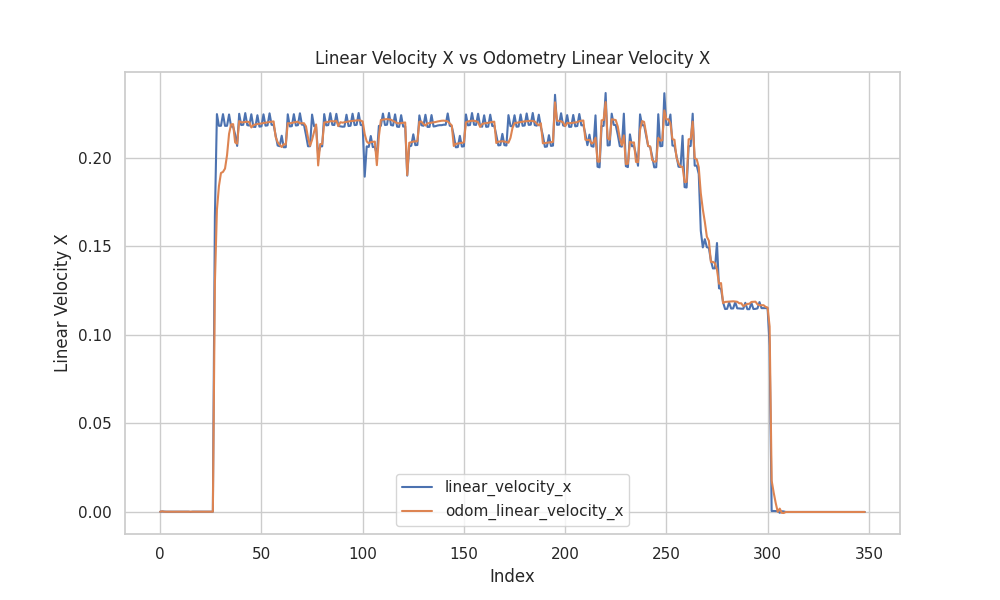 Linear Velocity X vs Odometry Linear Velocity X
Linear Velocity X
0.20
0.15
0.10
0.05
0.00
linear_velocity_x
odom_linear_velocity_x
0 50 100 150 200 250 300 350
Index